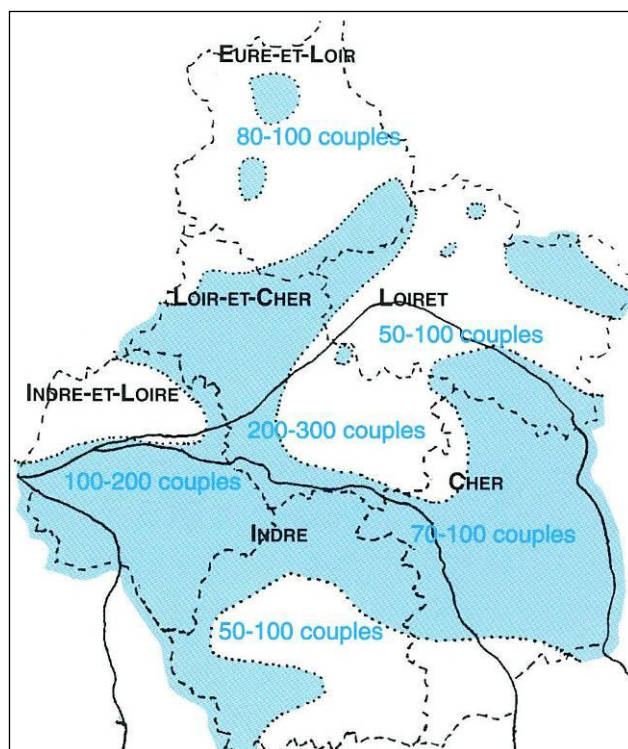 EURE-ET-LOIR
80-100 couples
LOIR-ET-CHER
LOIRET
50-100 couples
INDRE-ET-LOIRE
200-300 couples
100-200 couples
CHER
INDRE
70-100 couples
50-100 couples